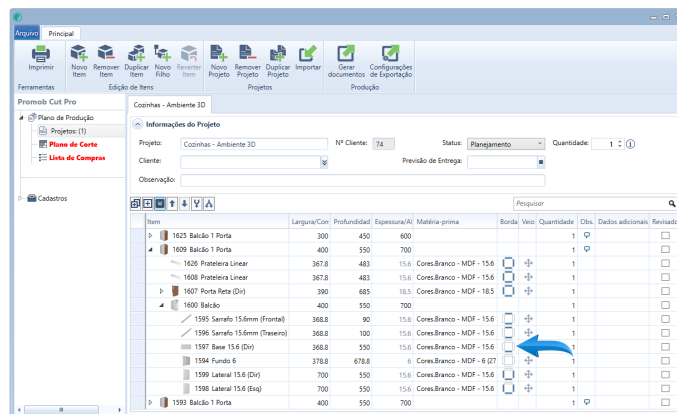 Arquivo Principal
Imprimir Novo Item Remover Item Duplicar Item Novo Filho Reverter Item Novo Projeto Remover Projeto Duplicar Projeto Importar Gerar documentos Configurações de Exportação
Ferramentas Edição de Itens Projetos Produção
Promob Cut Pro
Plano de Produção
Projetos: (1)
Plano de Corte
Lista de Compras
Cadastros
Cozinhas - Ambiente 3D
Informações do Projeto
Projeto: Cozinhas - Ambiente 3D Nº Cliente: 74 Status: Planejamento Quantidade: 1
Cliente: Previsão de Entrega:
Observação:
Pesquisar
Item Largura/Com Profundidad Espessura/Al Matéria-prima Borda Veio Quantidade Obs. Dados adicionais Revisado
1625 Balcão 1 Porta 300 450 600 1
1609 Balcão 1 Porta 400 550 700 1
1626 Prateleira Linear 367.8 483 15.6 Cores.Branco - MDF - 15.6 1
1608 Prateleira Linear 367.8 483 15.6 Cores.Branco - MDF - 15.6 1
1607 Porta Reta (Dir) 390 685 18.5 Cores.Branco - MDF - 18.5 1
1600 Balcão 400 550 700 1
1595 Sarrafo 15.6mm (Frontal) 368.8 90 15.6 Cores.Branco - MDF - 15.6 1
1596 Sarrafo 15.6mm (Traseiro) 368.8 100 15.6 Cores.Branco - MDF - 15.6 1
1597 Base 15.6 (Dir) 368.8 550 15.6 Cores.Branco - MDF - 15.6 1
1594 Fundo 6 378.8 678.8 6 Cores.Branco - MDF - 6 (27 1
1599 Lateral 15.6 (Dir) 700 550 15.6 Cores.Branco - MDF - 15.6 1
1598 Lateral 15.6 (Esq) 700 550 15.6 Cores.Branco - MDF - 15.6 1
1593 Balcão 1 Porta 400 550 700 1